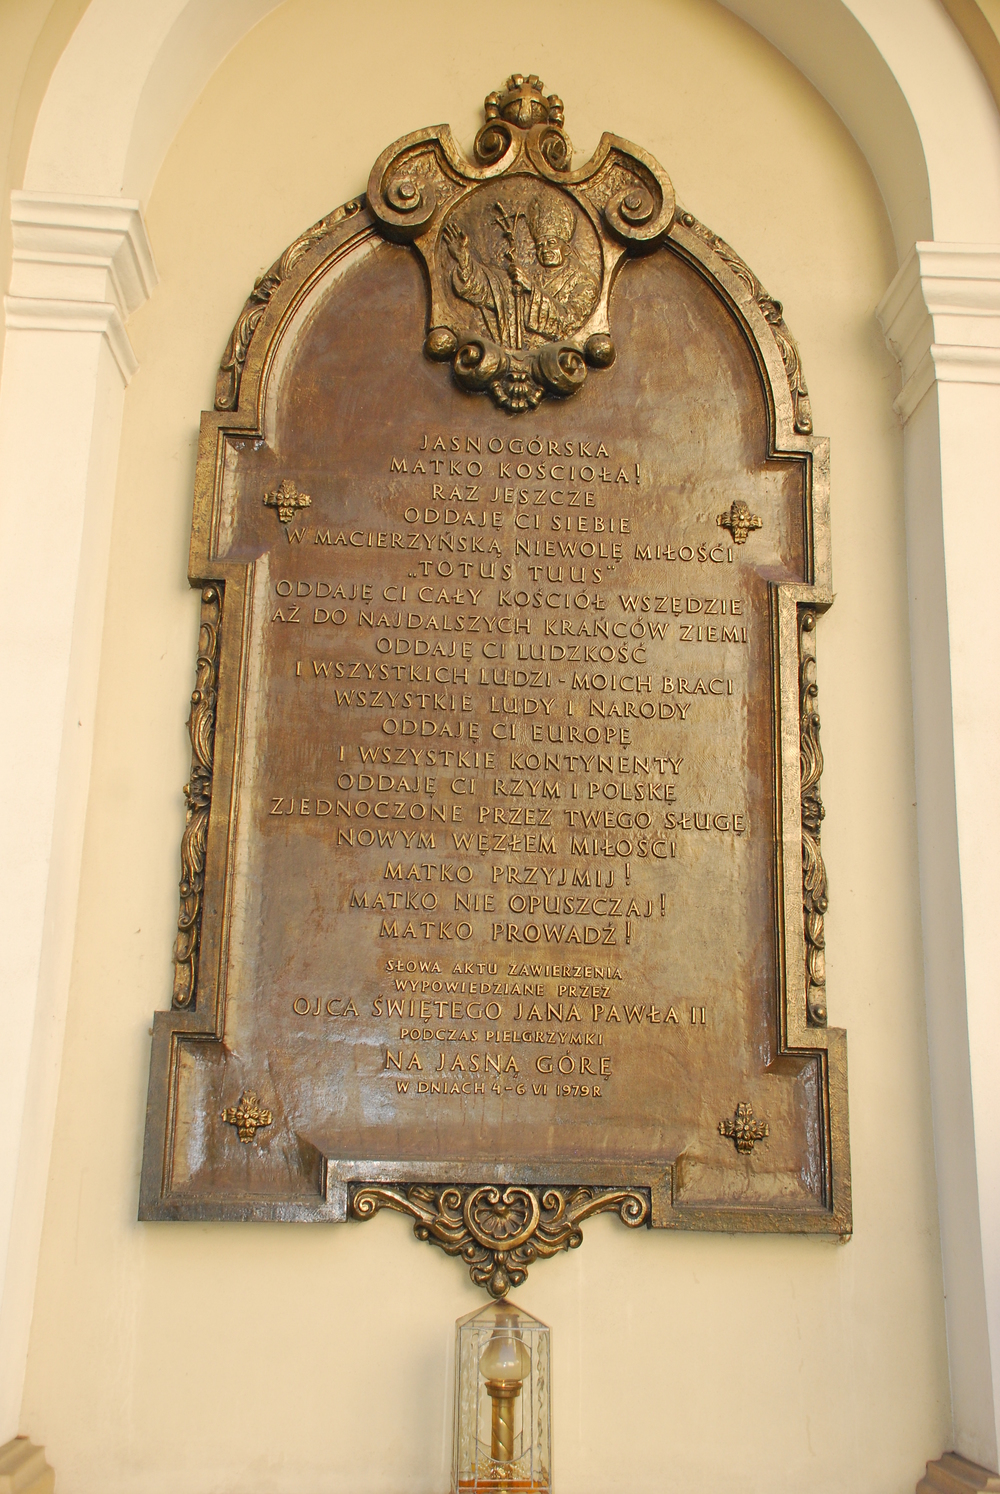 JASNOGÓRSKA
MATKO KOŚCIOŁA!
RAZ JESZCZE
ODDAJĘ CI SIEBIE
W MACIERZYŃSKĄ NIEWOLĘ MIŁOŚCI
„TOTUS TUUS"
ODDAJĘ CI CAŁY KOŚCIÓŁ WSZĘDZIE
AŻ DO NAJDALSZYCH KRAŃCÓW ZIEMI
ODDAJĘ CI LUDZKOŚĆ
I WSZYSTKICH LUDZI - MOICH BRACI
WSZYSTKIE LUDY I NARODY
ODDAJĘ CI EUROPĘ
I WSZYSTKIE KONTYNENTY
ODDAJĘ CI RZYM I POLSKĘ
ZJEDNOCZONE PRZEZ TWEGO SŁUGĘ
NOWYM WĘZŁEM MIŁOŚCI
MATKO PRZYJMIJ!
MATKO NIE OPUSZCZAJ!
MATKO PROWADŹ!
SŁOWA AKTU ZAWIERZENIA
WYPOWIEDZIANE PRZEZ
OJCA ŚWIĘTEGO JANA PAWŁA II
PODCZAS PIELGRZYMKI
NA JASNĄ GÓRĘ
W DNIACH 4-6 VI 1979R.